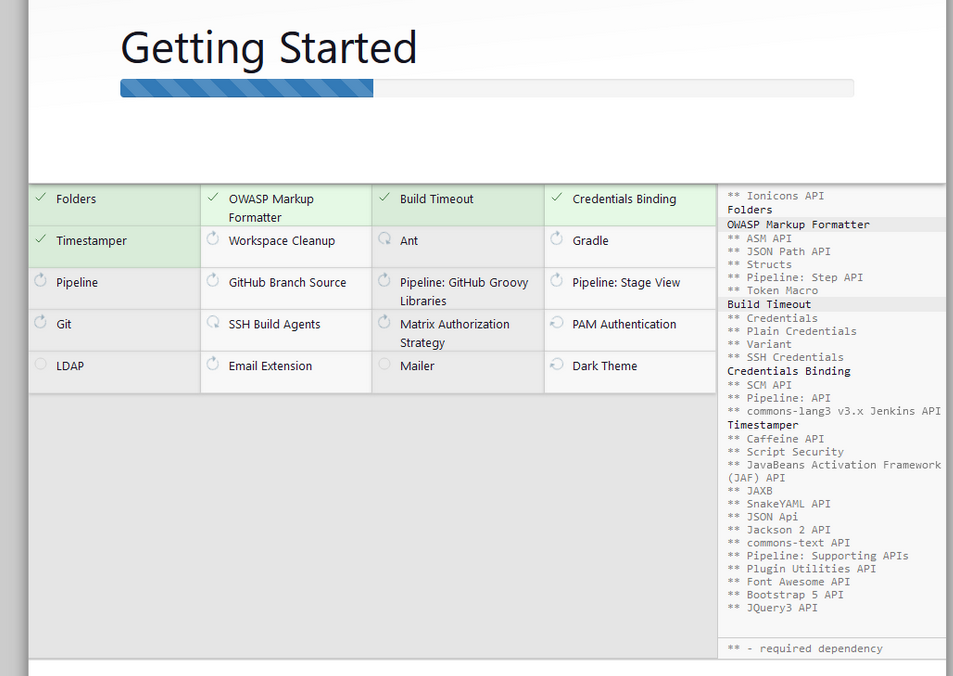 Getting Started
Folders
OWASP Markup
Formatter
Build Timeout
Credentials Binding
Timestamper
Workspace Cleanup
Ant
Gradle
Pipeline
GitHub Branch Source
Pipeline: GitHub Groovy
Libraries
Pipeline: Stage View
Git
SSH Build Agents
Matrix Authorization
Strategy
PAM Authentication
LDAP
Email Extension
Mailer
Dark Theme
** Ionicons API
Folders
OWASP Markup Formatter
** ASM API
** JSON Path API
** Structs
** Pipeline: Step API
** Token Macro
Build Timeout
** Credentials
** Plain Credentials
** Variant
** SSH Credentials
Credentials Binding
** SCM API
** Pipeline: API
** commons-lang3 v3.x Jenkins API
Timestamper
** Caffeine API
** Script Security
** JavaBeans Activation Framework
(JAF) API
** JAXB
** SnakeYAML API
** JSON Api
** Jackson 2 API
** commons-text API
** Pipeline: Supporting APIs
** Plugin Utilities API
** Font Awesome API
** Bootstrap 5 API
** JQuery3 API
** - required dependency